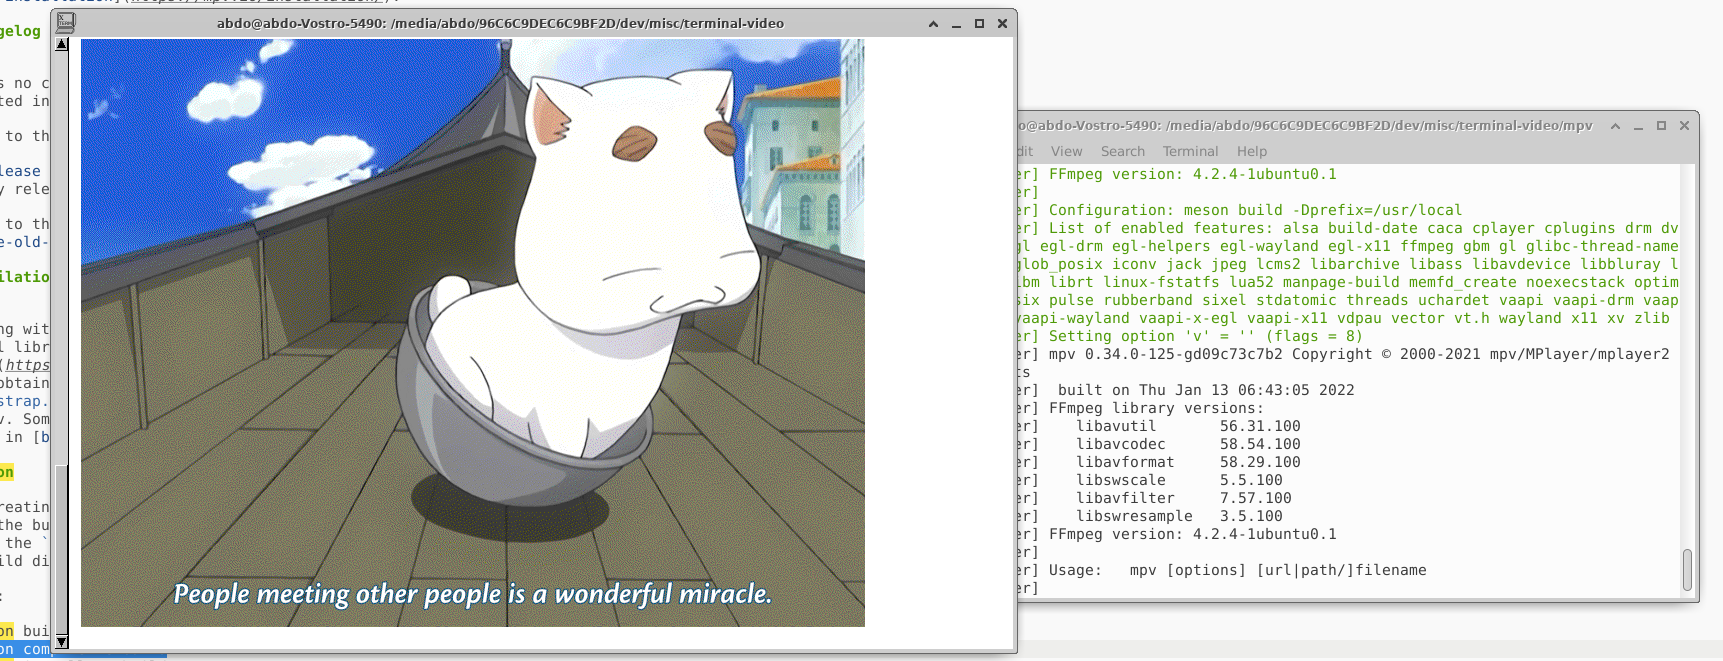 installation](https://mpv.io/installation/).
gelog
s no c
ted in
to th
lease
y rele
to th
e-old-
ilatio
ng wit
l libr
(https
obtain
strap.
v. Som
in [b
on
reatin
the bu
the `
ild di
:
on bui
on com
abdo@abdo-Vostro-5490: /media/abdo/96C6C9DEC6C9BF2D/dev/misc/terminal-video
People meeting other people is a wonderful miracle.
o@abdo-Vostro-5490: /media/abdo/96C6C9DEC6C9BF2D/dev/misc/terminal-video/mpv
dit View Search Terminal Help
er] FFmpeg version: 4.2.4-1ubuntu0.1
er]
er] Configuration: meson build -Dprefix=/usr/local
er] List of enabled features: alsa build-date caca cplayer cplugins drm dv
gl egl-drm egl-helpers egl-wayland egl-x11 ffmpeg gbm gl glibc-thread-name
glob_posix iconv jack jpeg lcms2 libarchive libass libavdevice libbluray l
ibm librt linux-fstatfs lua52 manpage-build memfd_create noexecstack optim
six pulse rubberband sixel stdatomic threads uchardet vaapi vaapi-drm vaap
vaapi-wayland vaapi-x-egl vaapi-x11 vdpau vector vt.h wayland x11 xv zlib
er] Setting option 'v' = '' (flags = 8)
er] mpv 0.34.0-125-gd09c73c7b2 Copyright © 2000-2021 mpv/MPlayer/mplayer2
ts
er] built on Thu Jan 13 06:43:05 2022
er] FFmpeg library versions:
er] libavutil 56.31.100
er] libavcodec 58.54.100
er] libavformat 58.29.100
er] libswscale 5.5.100
er] libavfilter 7.57.100
er] libswresample 3.5.100
er] FFmpeg version: 4.2.4-1ubuntu0.1
er]
er] Usage: mpv [options] [url|path/]filename
er]